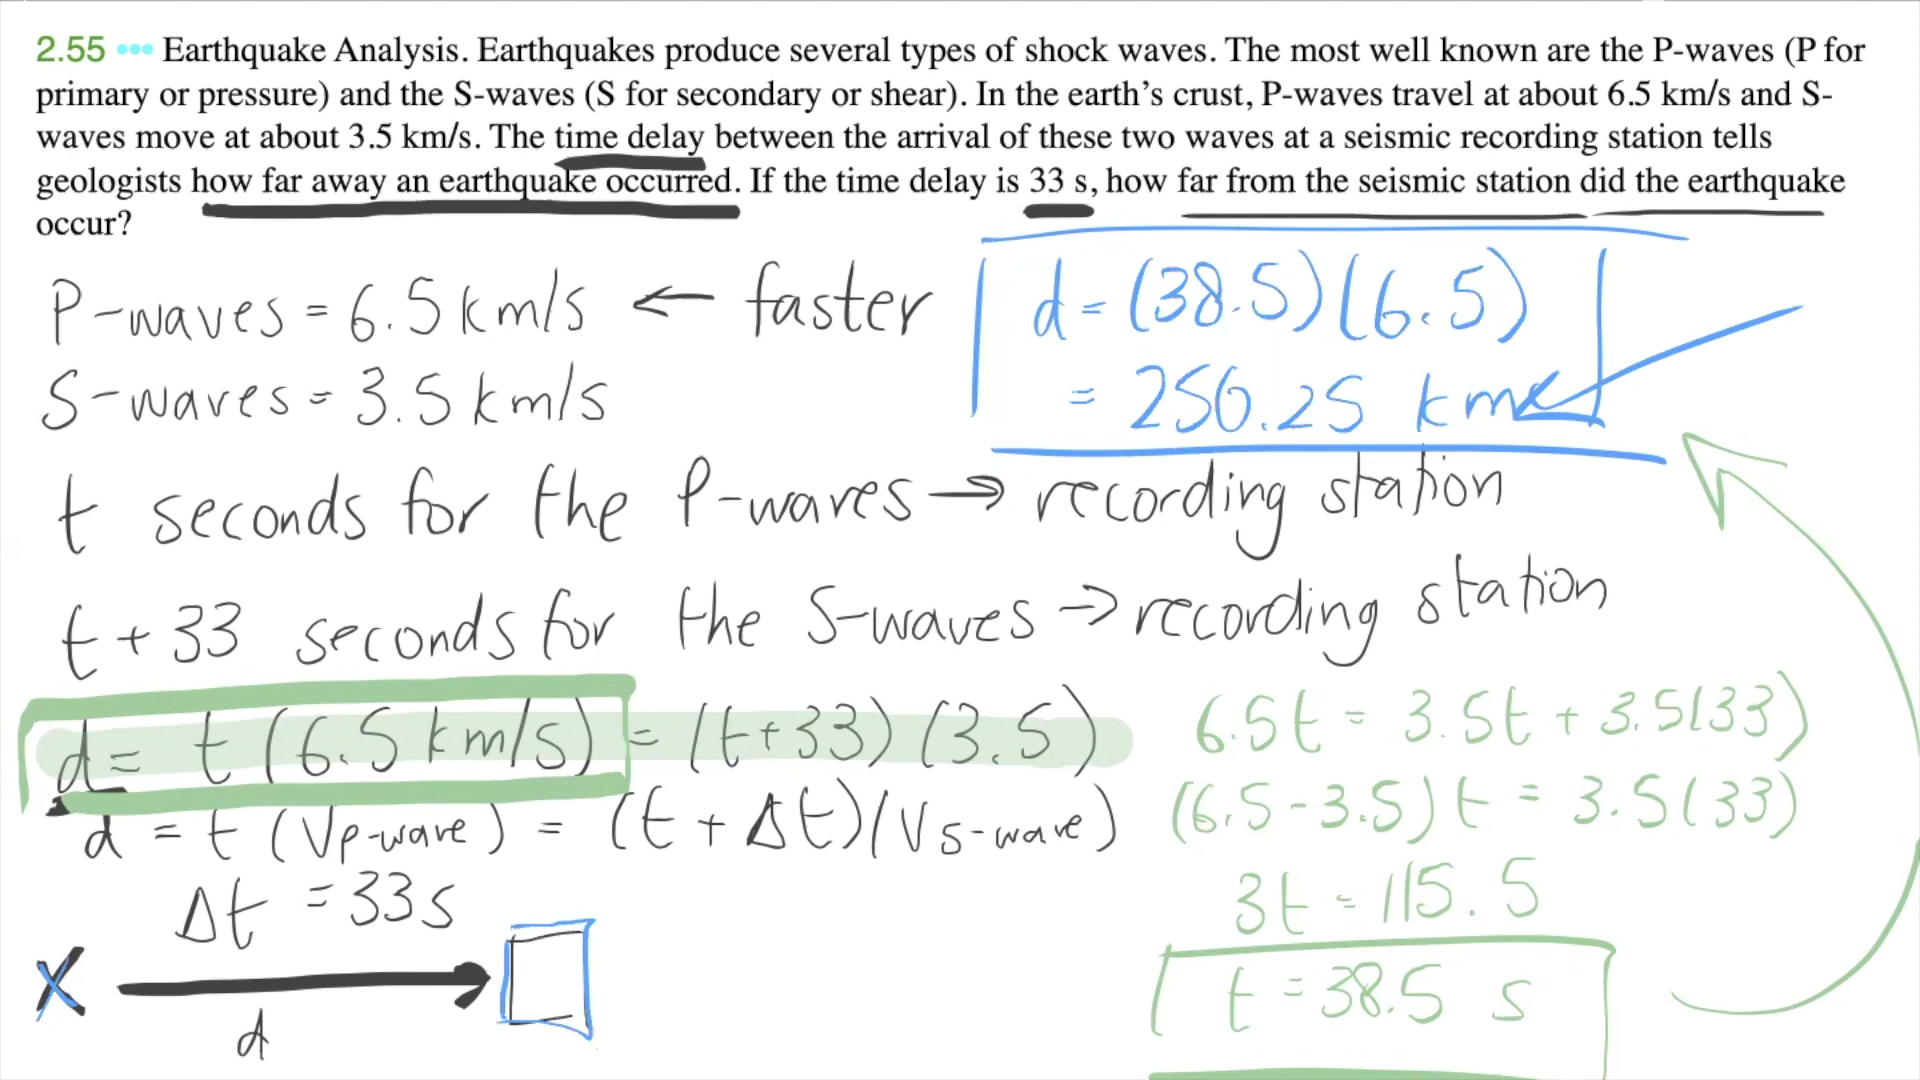 2.55 ••• Earthquake Analysis. Earthquakes produce several types of shock waves. The most well known are the P-waves (P for
primary or pressure) and the S-waves (S for secondary or shear). In the earth's crust, P-waves travel at about 6.5 km/s and S-
waves move at about 3.5 km/s. The time delay between the arrival of these two waves at a seismic recording station tells
geologists how far away an earthquake occurred. If the time delay is 33 s, how far from the seismic station did the earthquake
occur?
P-waves = 6.5 km/s ← faster
S-waves = 3.5 km/s
d = (38.5)(6.5)
= 250.25 km
t seconds for the P-waves → recording station
t + 33 seconds for the S-waves → recording station
d = t (6.5 km/s) = (t+33)(3.5)
d = t (Vp-wave) = (t + Δt)(Vs-wave)
Δt = 33s
X
d
6.5t = 3.5t + 3.5(33)
(6.5-3.5)t = 3.5(33)
3t = 115.5
t = 38.5 s